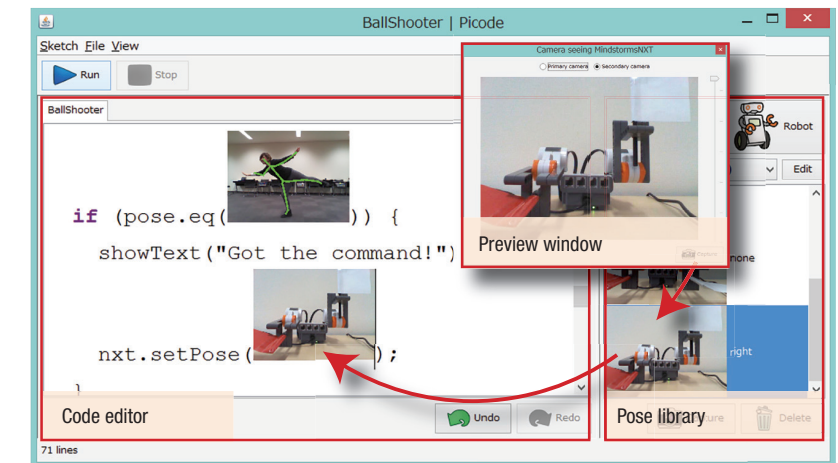 BallShooter | Picode
Sketch File View
Camera seeing MindstormsNXT
Primary camera Secondary camera
Run Stop
BallShooter
Robot
) Edit
if (pose.eq( )) {
showText("Got the command!")
Preview window
none
nxt.setPose( );
right
}
Code editor
Undo Redo
Pose library
Delete
71 lines